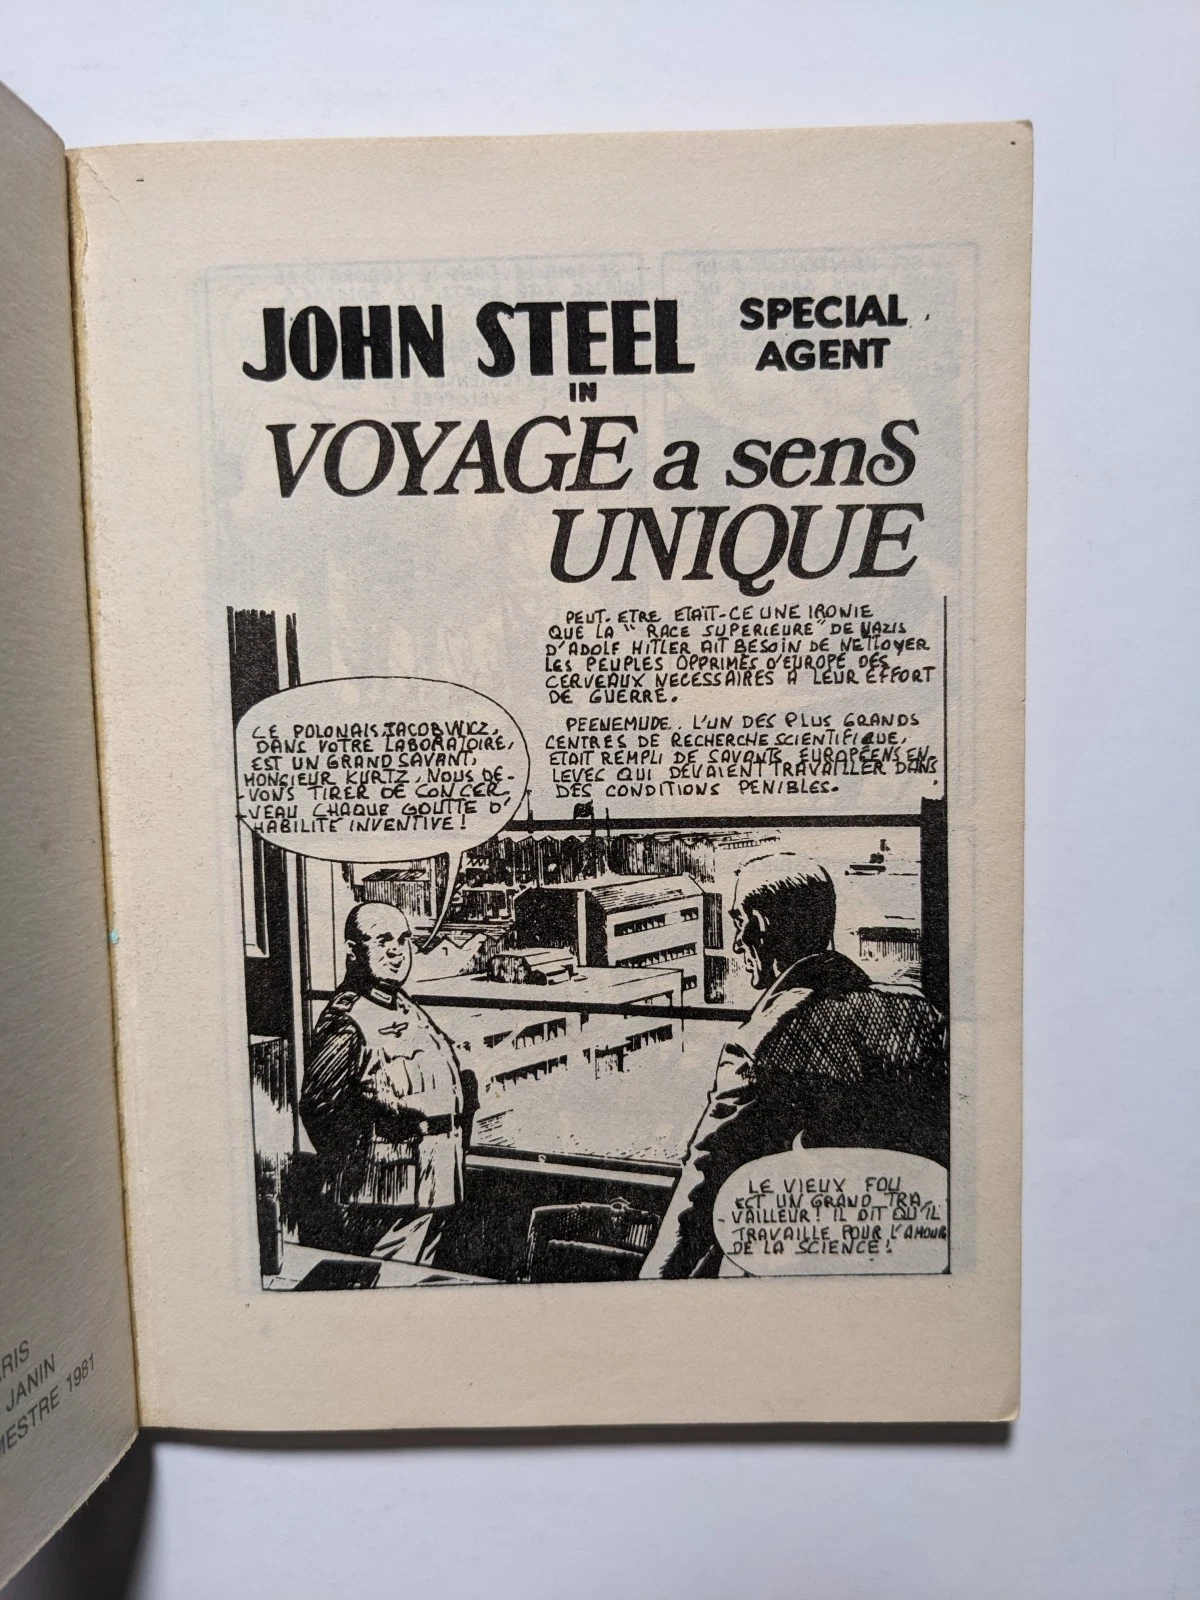 JOHN STEEL
SPECIAL
AGENT
IN
VOYAGE a sens
UNIQUE
PEUT-ETRE ETAIT-CE UNE IRONIE
QUE LA "RACE SUPERIEURE" DE NAZIS
D'ADOLF HITLER AIT BESOIN DE NETTOYER
LES PEUPLES OPPRIMES D'EUROPE DES
CERVEAUX NECESSAIRES A LEUR EFFORT
DE GUERRE.
PEENEMUDE. L'UN DES PLUS GRANDS
CENTRES DE RECHERCHE SCIENTIFIQUE,
ETAIT REMPLI DE SAVANTS EUROPÉENS EN-
LEVES QUI DEVAIENT TRAVAILLER DANS
DES CONDITIONS PENIBLES.
LE POLONAIS JACOBWICZ,
DANS VOTRE LABORATOIRE,
EST UN GRAND SAVANT,
MONSIEUR KURTZ, NOUS DE-
VONS TIRER DE CON CER-
VEAU CHAQUE GOUTTE D'
HABILITÉ INVENTIVE!
LE VIEUX FOU
EST UN GRAND TRA-
VAILLEUR! IL DIT QU'IL
TRAVAILLE POUR L'AMOUR
DE LA SCIENCE!
RIS
JANIN
MESTRE 1981